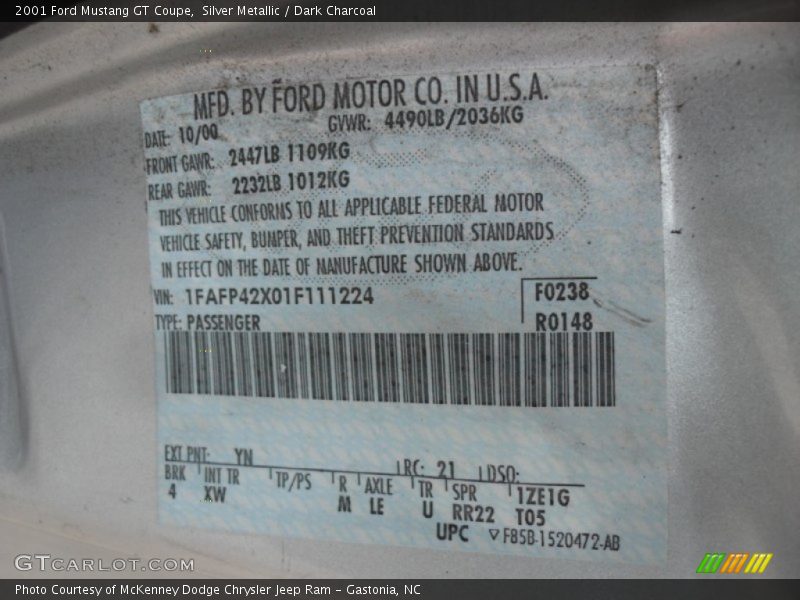 2001 Ford Mustang GT Coupe, Silver Metallic / Dark Charcoal
MFD. BY FORD MOTOR CO. IN U.S.A.
DATE: 10/00 GVWR: 4490LB/2036KG
FRONT GAWR: 2447LB 1109KG
REAR GAWR: 2232LB 1012KG
THIS VEHICLE CONFORMS TO ALL APPLICABLE FEDERAL MOTOR
VEHICLE SAFETY, BUMPER, AND THEFT PREVENTION STANDARDS
IN EFFECT ON THE DATE OF MANUFACTURE SHOWN ABOVE.
VIN: 1FAFP42X01F111224 F0238
TYPE: PASSENGER R0148
EXT PNT: YN RC: 21 DSO:
BRK INT TR TP/PS R AXLE TR SPR 1ZE1G
4 XW M LE U RR22 T05
UPC F85B-1520472-AB
GTCARLOT.COM
Photo Courtesy of McKenney Dodge Chrysler Jeep Ram – Gastonia, NC